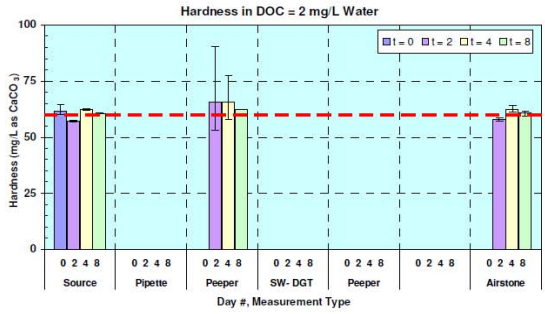 Hardness in DOC = 2 mg/L Water
t = 0 t = 2 t = 4 t = 8
Hardness (mg/L as CaCO3)
100
75
50
25
0
0 2 4 8 0 2 4 8 0 2 4 8 0 2 4 8 0 2 4 8 0 2 4 8 0 2 4 8
Source Pipette Peeper SW- DGT Peeper Airstone
Day #, Measurement Type